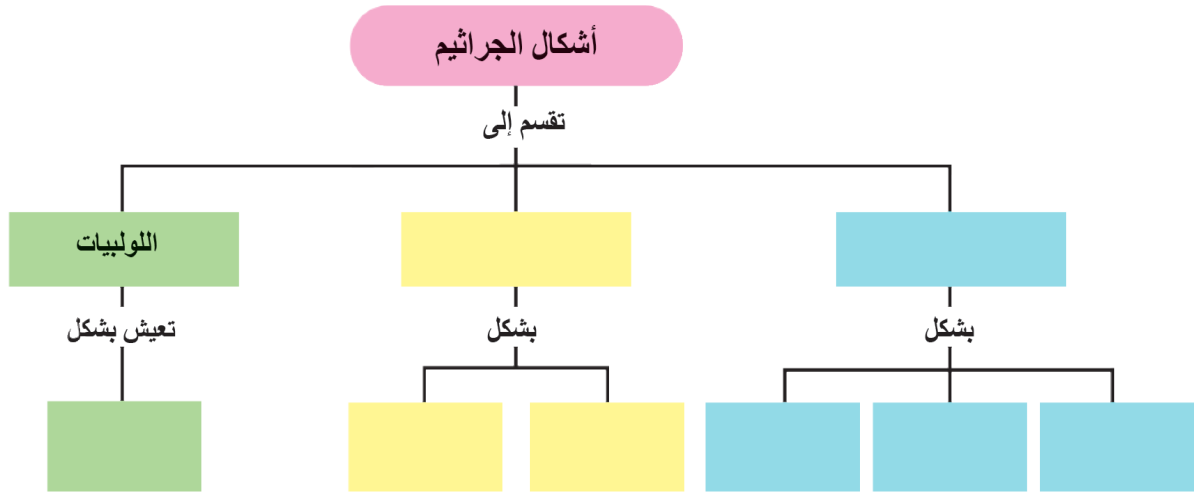 أشكال الجراثيم
تقسم إلى
اللولبيات
بشكل
بشكل
تعيش بشكل